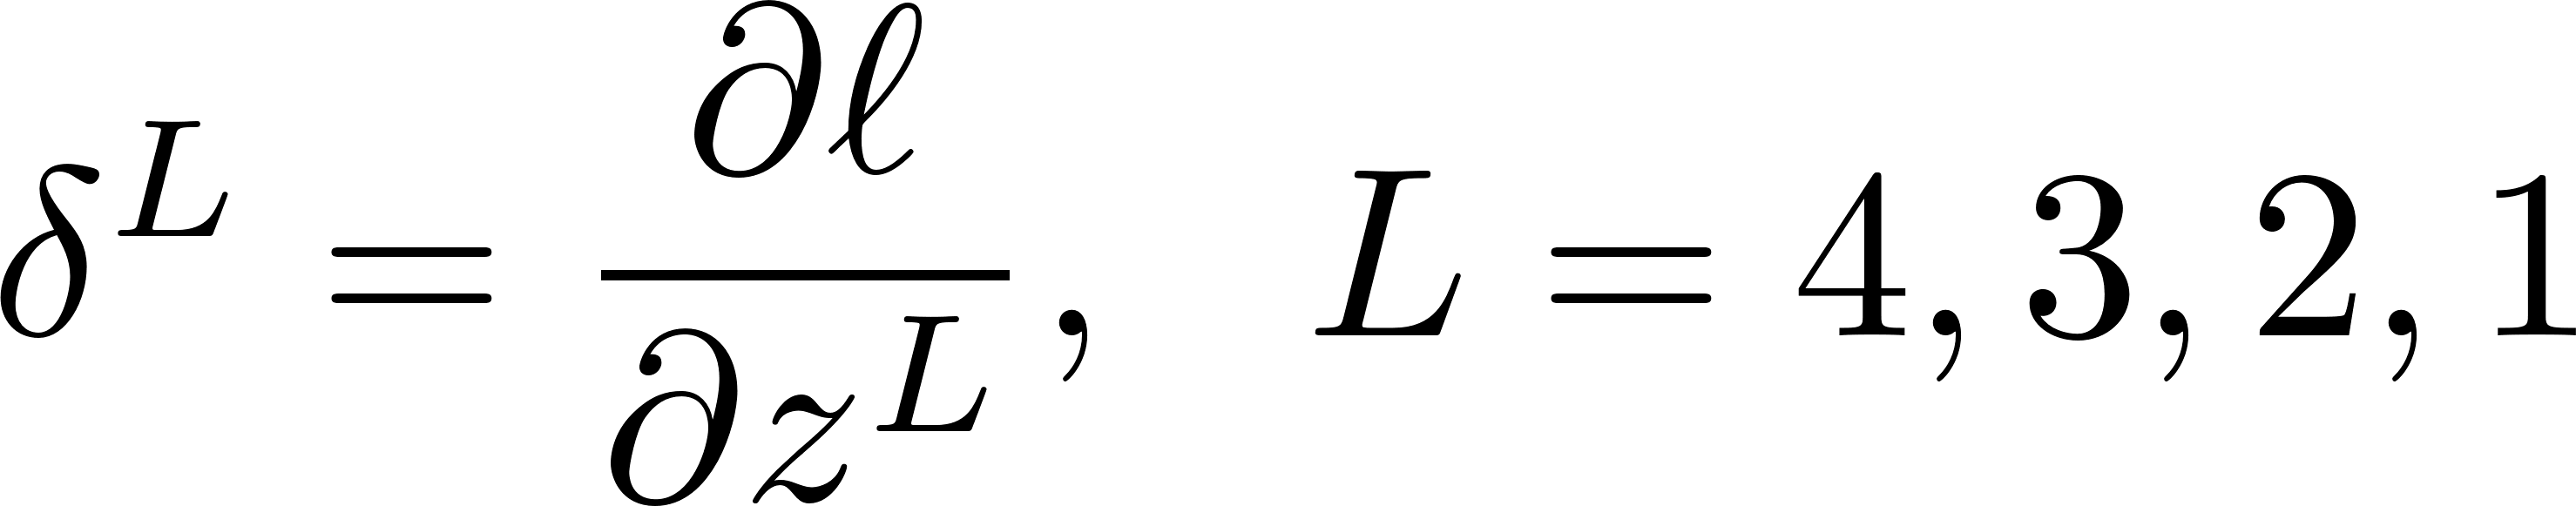 δ^L = ∂ℓ/∂z^L, L = 4, 3, 2, 1